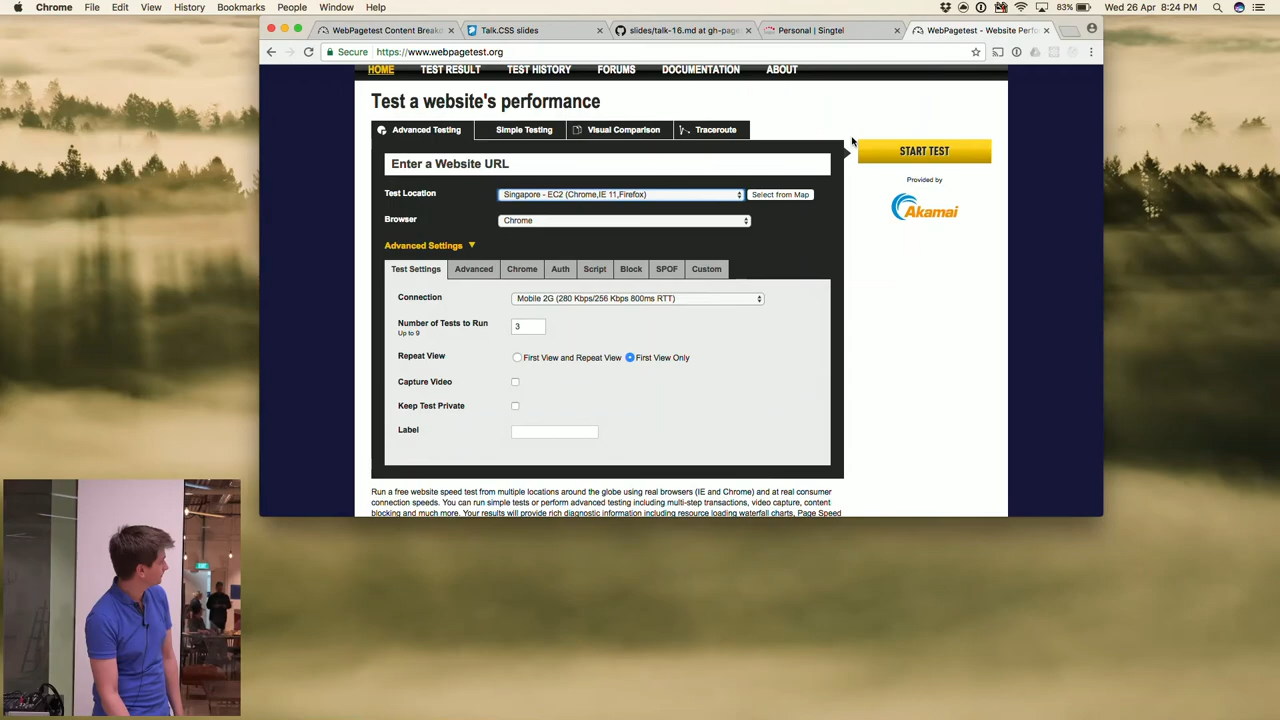 Chrome File Edit View History Bookmarks People Window Help 83% Wed 26 Apr 8:24 PM
WebPagetest Content Break Talk.CSS slides slides/talk-16.md at gh-page Personal | Singtel WebPagetest - Website Perfo
Secure https://www.webpagetest.org
HOME TEST RESULT TEST HISTORY FORUMS DOCUMENTATION ABOUT
Test a website's performance
Advanced Testing Simple Testing Visual Comparison Traceroute
START TEST
Enter a Website URL
Provided by
Akamai
Test Location Singapore - EC2 (Chrome,IE 11,Firefox) Select from Map
Browser Chrome
Advanced Settings
Test Settings Advanced Chrome Auth Script Block SPOF Custom
Connection Mobile 2G (280 Kbps/256 Kbps 800ms RTT)
Number of Tests to Run 3
Up to 9
Repeat View First View and Repeat View First View Only
Capture Video
Keep Test Private
Label
Run a free website speed test from multiple locations around the globe using real browsers (IE and Chrome) and at real consumer
connection speeds. You can run simple tests or perform advanced testing including multi-step transactions, video capture, content
blocking and much more. Your results will provide rich diagnostic information including resource loading waterfall charts, Page Speed